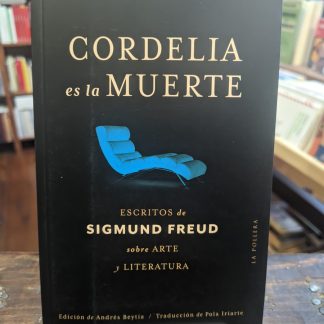 CORDELIA
es la MUERTE
ESCRITOS de
SIGMUND FREUD
sobre ARTE
y LITERATURA
LA POLLERA
Edición de Andrés Beytía / Traducción de Pola Iriarte